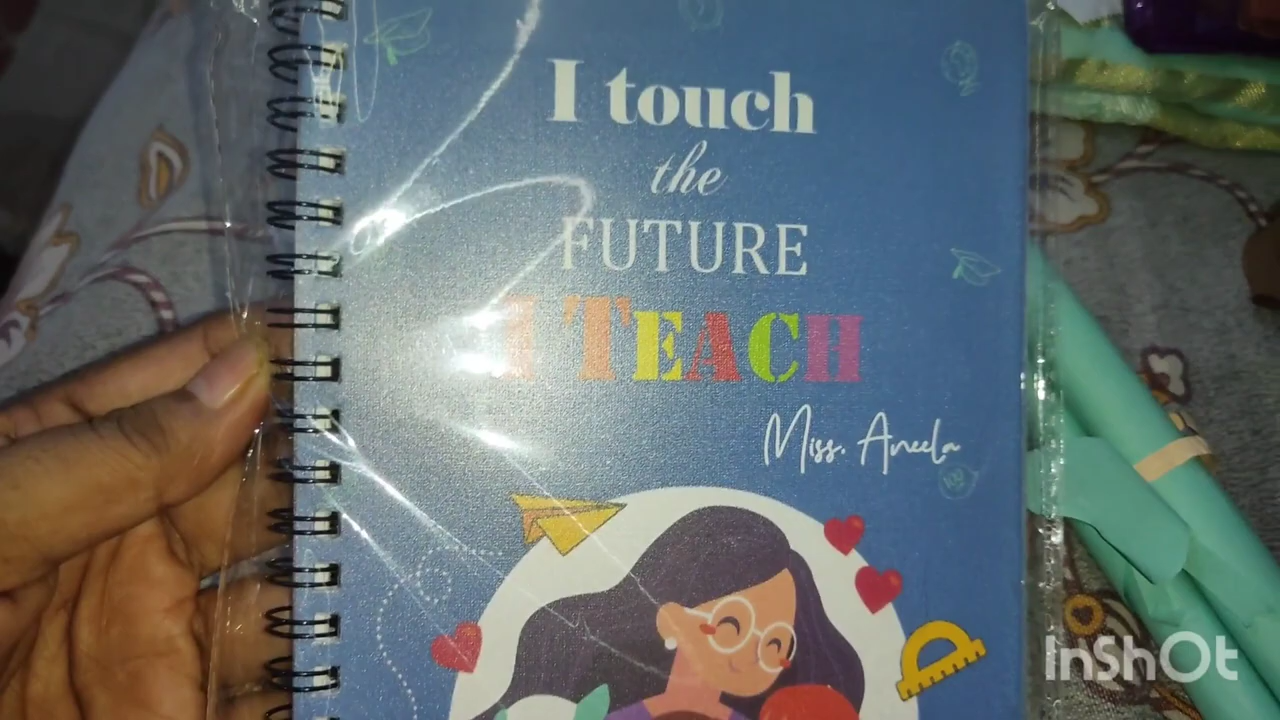 I touch
the
FUTURE
I TEACH
Miss. Aneela
InShOt